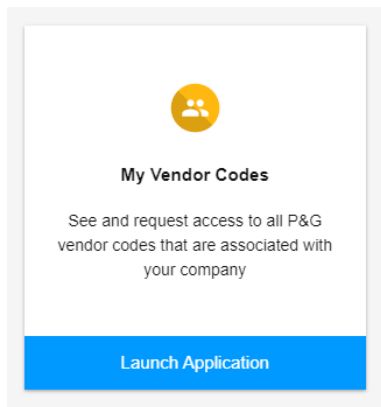 My Vendor Codes
See and request access to all P&G
vendor codes that are associated with
your company
Launch Application